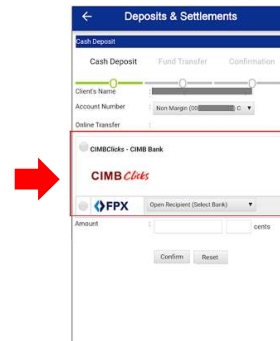 ← Deposits & Settlements
Cash Deposit
Cash Deposit Fund Transfer Confirmation
Client's Name :
Account Number : Non Margin (00 ) C
Online Transfer :
CIMBClicks - CIMB Bank
CIMB Clicks
FPX Open Recipient (Select Bank)
Amount : cents
Confirm Reset